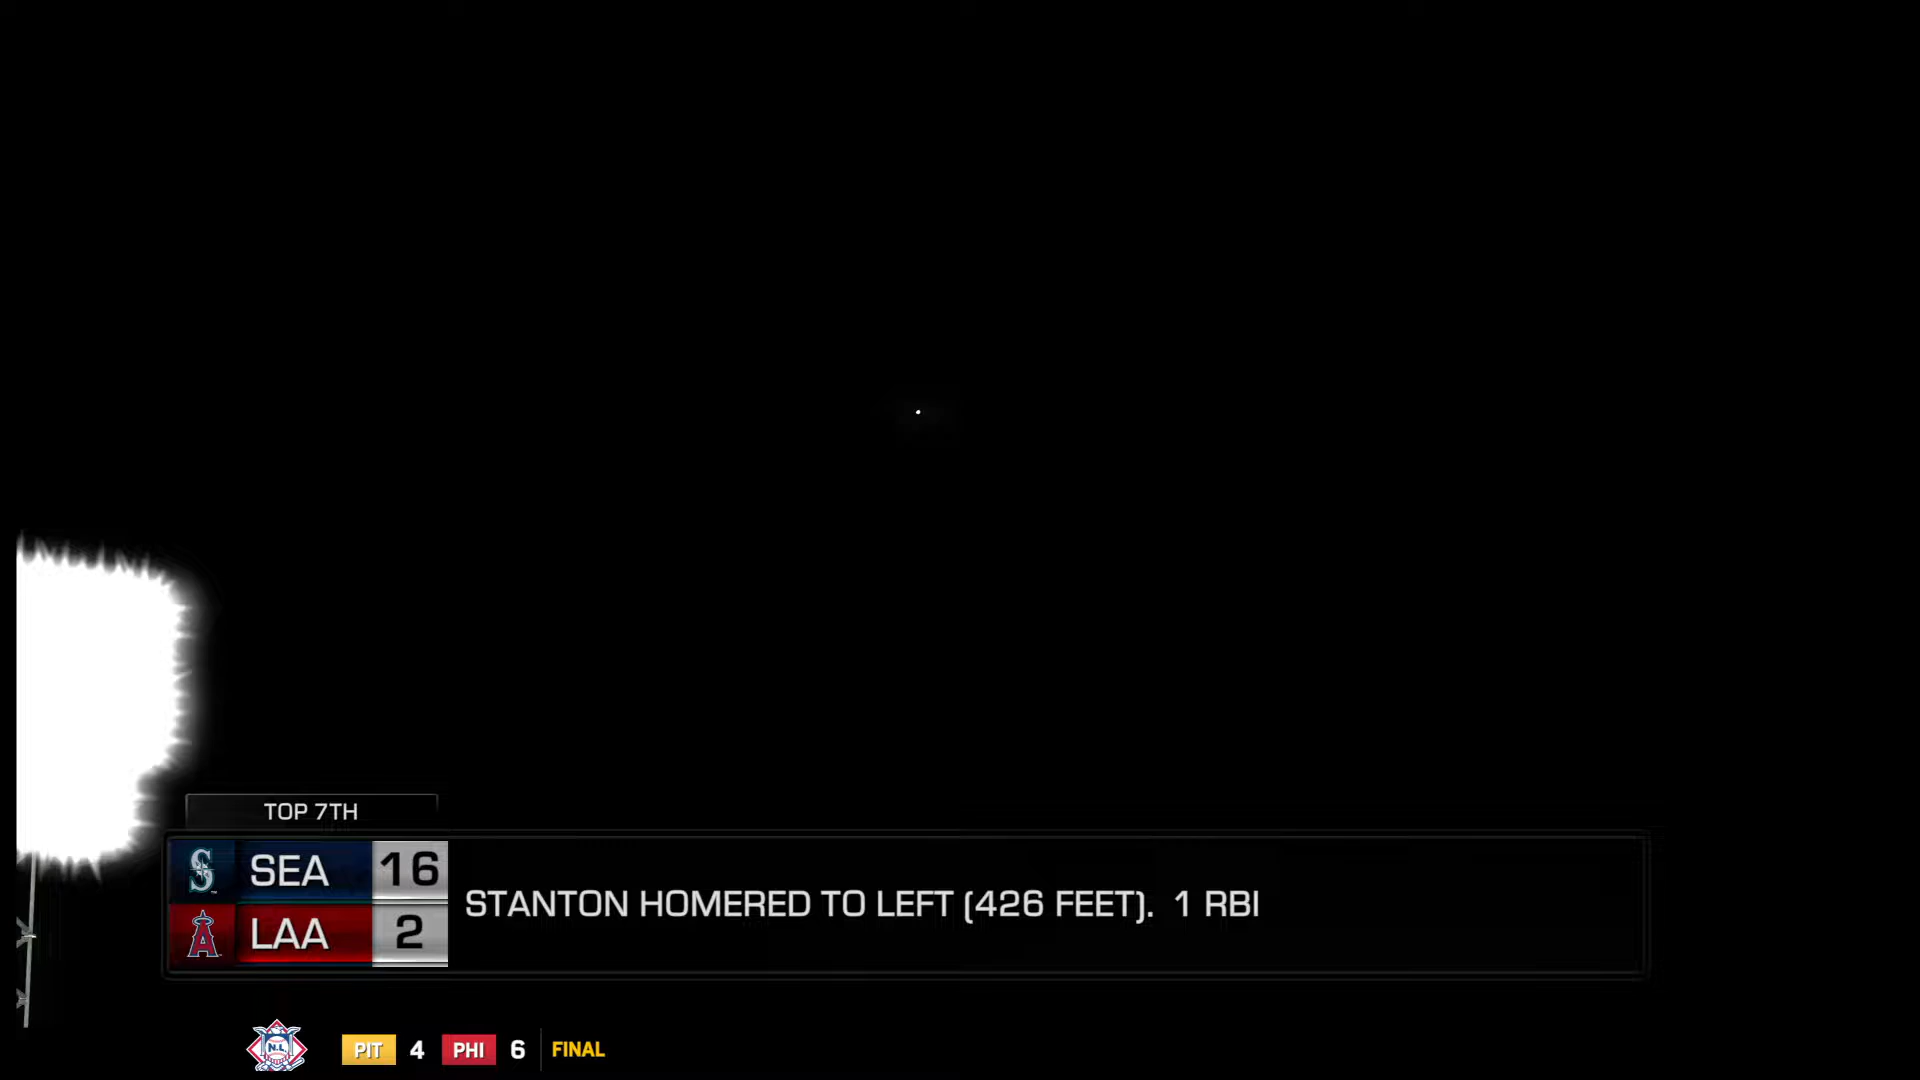 TOP 7TH
SEA 16
LAA 2
STANTON HOMERED TO LEFT (426 FEET). 1 RBI
N.L. PIT 4 PHI 6 FINAL